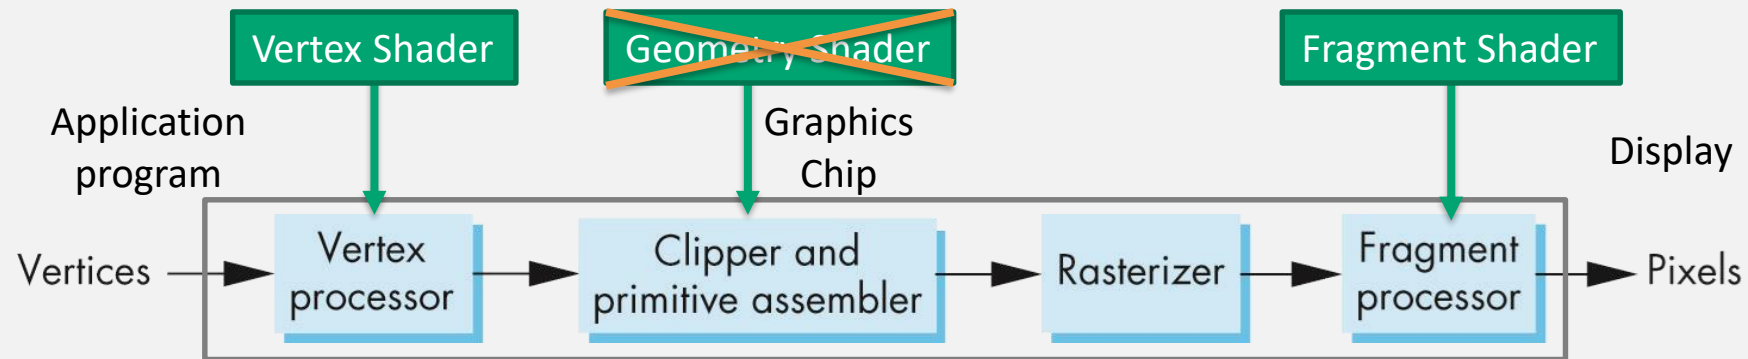 Vertex Shader
Geometry Shader
Fragment Shader
Application
program
Graphics
Chip
Display
Vertices
Vertex
processor
Clipper and
primitive assembler
Rasterizer
Fragment
processor
Pixels